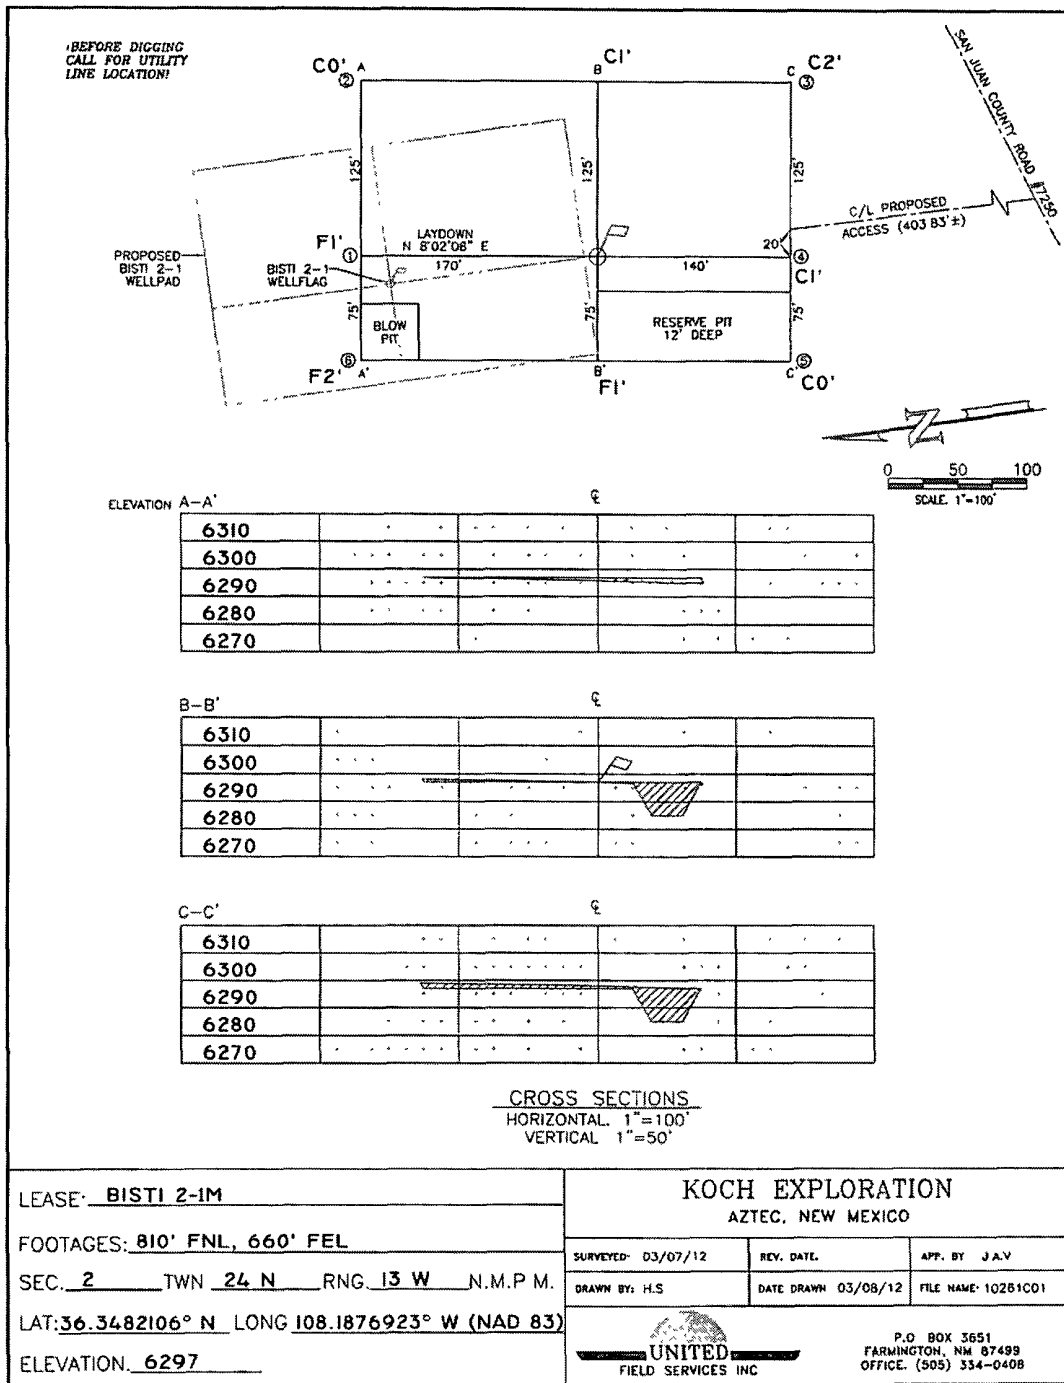 !BEFORE DIGGING
CALL FOR UTILITY
LINE LOCATION!
C0' ② A
B C1'
C C2' ③
SAN JUAN COUNTY ROAD #7250
125'
125'
125'
C/L PROPOSED
ACCESS (403 83'±)
LAYDOWN
N 8°02'08" E
F1' ①
170'
140'
20'
④
C1'
PROPOSED
BISTI 2-1
WELLPAD
BISTI 2-1
WELLFLAG
75'
75'
75'
BLOW
PIT
RESERVE PIT
12' DEEP
⑥ F2' A'
B' F1'
C' ⑤ C0'
N
0 50 100
SCALE. 1"=100'
ELEVATION A-A' ℄
6310
6300
6290
6280
6270
B-B' ℄
6310
6300
6290
6280
6270
C-C' ℄
6310
6300
6290
6280
6270
CROSS SECTIONS
HORIZONTAL. 1"=100'
VERTICAL 1"=50'
LEASE· BISTI 2-1M
FOOTAGES: 810' FNL, 660' FEL
SEC. 2 TWN 24 N RNG. 13 W N.M.P M.
LAT: 36.3482106° N LONG 108.1876923° W (NAD 83)
ELEVATION. 6297
KOCH EXPLORATION
AZTEC, NEW MEXICO
SURVEYED· 03/07/12 REV. DATE. APP. BY J A.V
DRAWN BY: H.S DATE DRAWN 03/08/12 FILE NAME· 10261C01
UNITED
FIELD SERVICES INC
P.O BOX 3651
FARMINGTON, NM 87499
OFFICE. (505) 334-0408